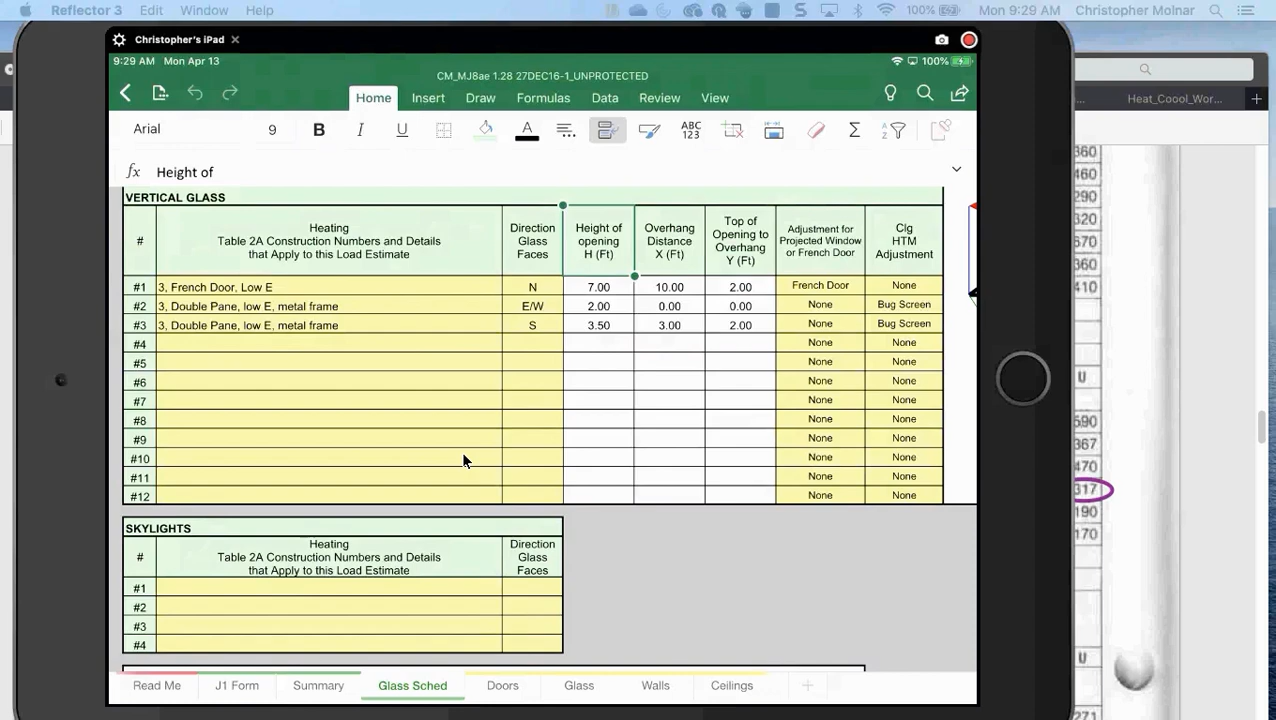 Reflector 3 Edit Window Help 100% Mon 9:29 AM Christopher Molnar
Christopher's iPad
9:29 AM Mon Apr 13 100%
CM_MJ8ae 1.28 27DEC16-1_UNPROTECTED
Home Insert Draw Formulas Data Review View
Heat_Coool_Wor...
Arial 9 B I U A ABC 123
fx Height of
VERTICAL GLASS
# Heating Table 2A Construction Numbers and Details that Apply to this Load Estimate Direction Glass Faces Height of opening H (Ft) Overhang Distance X (Ft) Top of Opening to Overhang Y (Ft) Adjustment for Projected Window or French Door Clg HTM Adjustment
#1 3, French Door, Low E N 7.00 10.00 2.00 French Door None
#2 3, Double Pane, low E, metal frame E/W 2.00 0.00 0.00 None Bug Screen
#3 3, Double Pane, low E, metal frame S 3.50 3.00 2.00 None Bug Screen
#4 None None
#5 None None
#6 None None
#7 None None
#8 None None
#9 None None
#10 None None
#11 None None
#12 None None
SKYLIGHTS
# Heating Table 2A Construction Numbers and Details that Apply to this Load Estimate Direction Glass Faces
#1
#2
#3
#4
Read Me J1 Form Summary Glass Sched Doors Glass Walls Ceilings
360
460
290
360
320
670
360
410
U
590
367
470
317
190
170
U
271